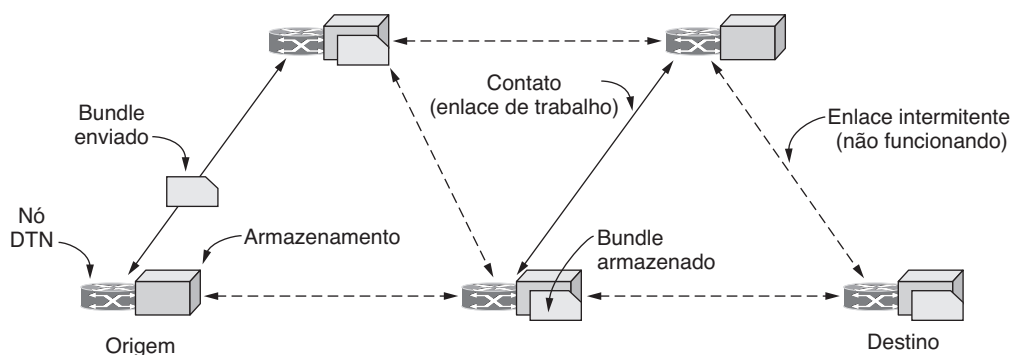 Contato
(enlace de trabalho)
Bundle
enviado
Enlace intermitente
(não funcionando)
Nó
DTN
Armazenamento
Bundle
armazenado
Origem
Destino